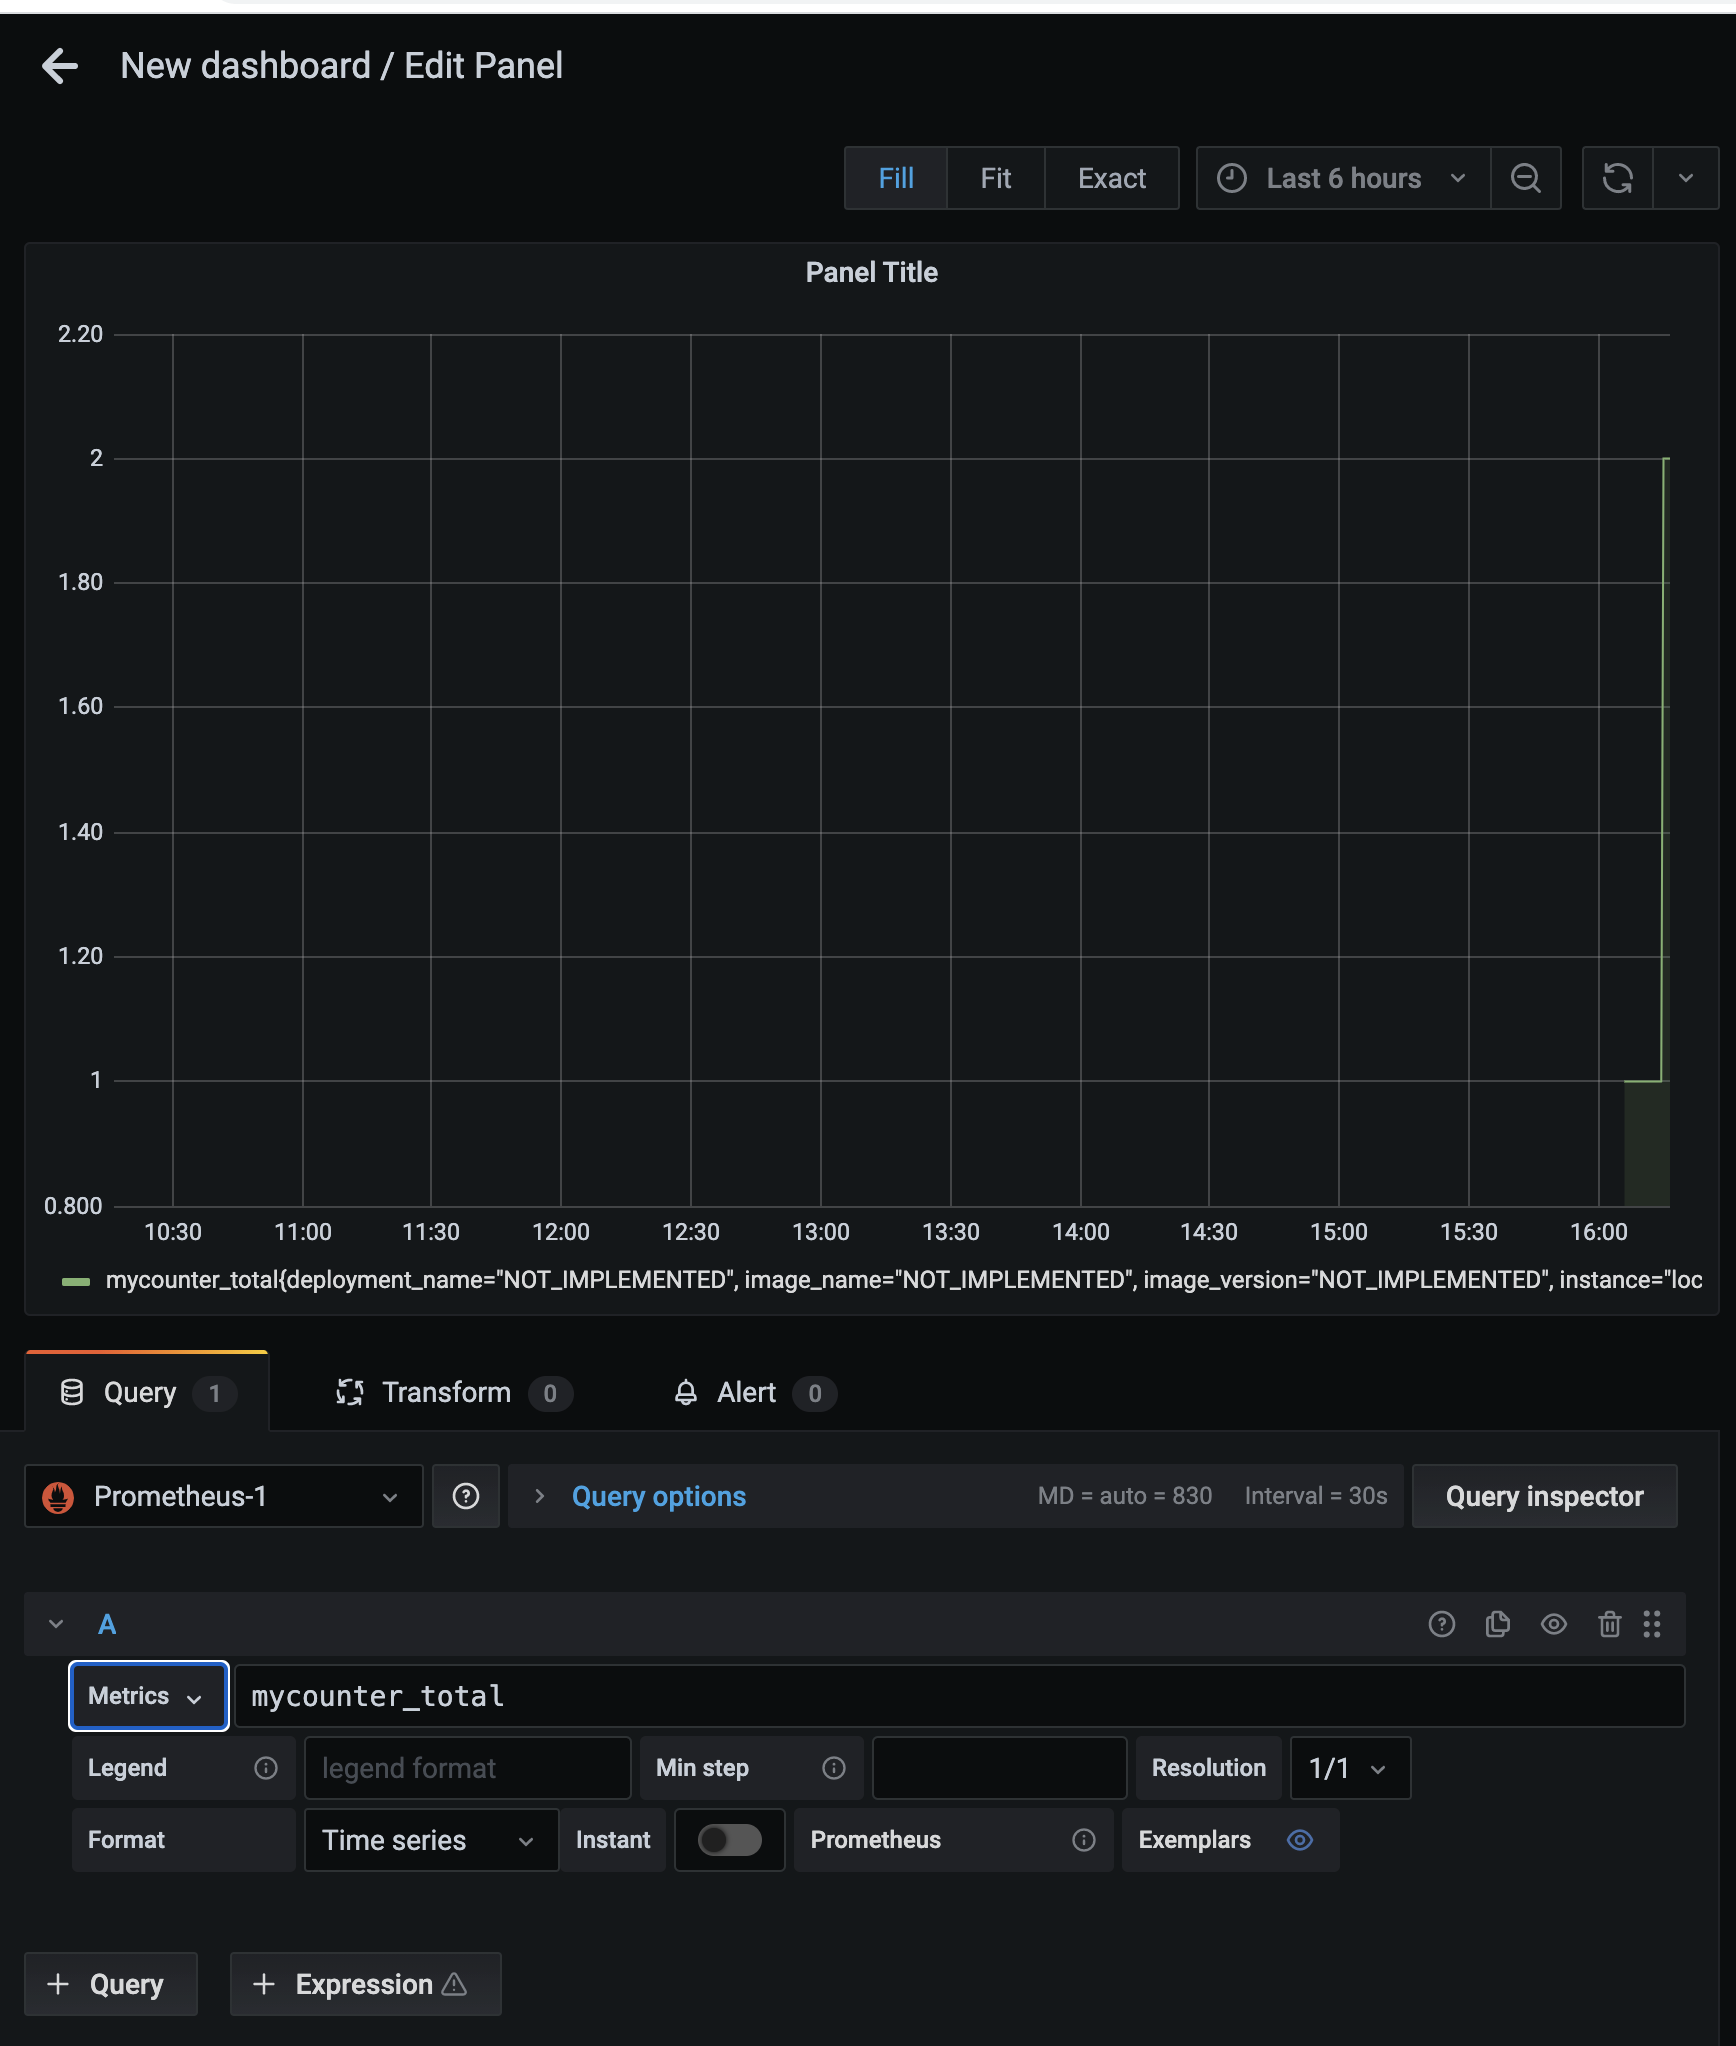 New dashboard / Edit Panel
Fill Fit Exact Last 6 hours
Panel Title
2.20
2
1.80
1.60
1.40
1.20
1
0.800
10:30 11:00 11:30 12:00 12:30 13:00 13:30 14:00 14:30 15:00 15:30 16:00
mycounter_total{deployment_name="NOT_IMPLEMENTED", image_name="NOT_IMPLEMENTED", image_version="NOT_IMPLEMENTED", instance="loc
Query 1 Transform 0 Alert 0
Prometheus-1 Query options MD = auto = 830 Interval = 30s Query inspector
A
Metrics mycounter_total
Legend legend format Min step Resolution 1/1
Format Time series Instant Prometheus Exemplars
+ Query + Expression